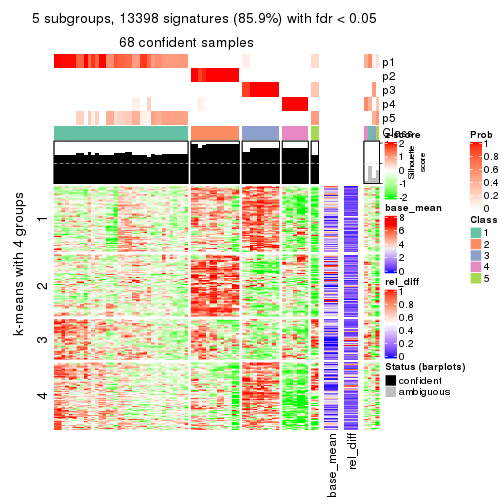 5 subgroups, 13398 signatures (85.9%) with fdr < 0.05
68 confident samples
p1
p2
p3
p4
p5
Class
z-score
2
1
0
-1
-2
Silhouette score
base_mean
8
6
4
2
0
rel_diff
1
0.8
0.6
0.4
0.2
0
Prob
1
0.8
0.6
0.4
0.2
0
Class
1
2
3
4
5
Status (barplots)
confident
ambiguous
k-means with 4 groups
1
2
3
4
base_mean
rel_diff